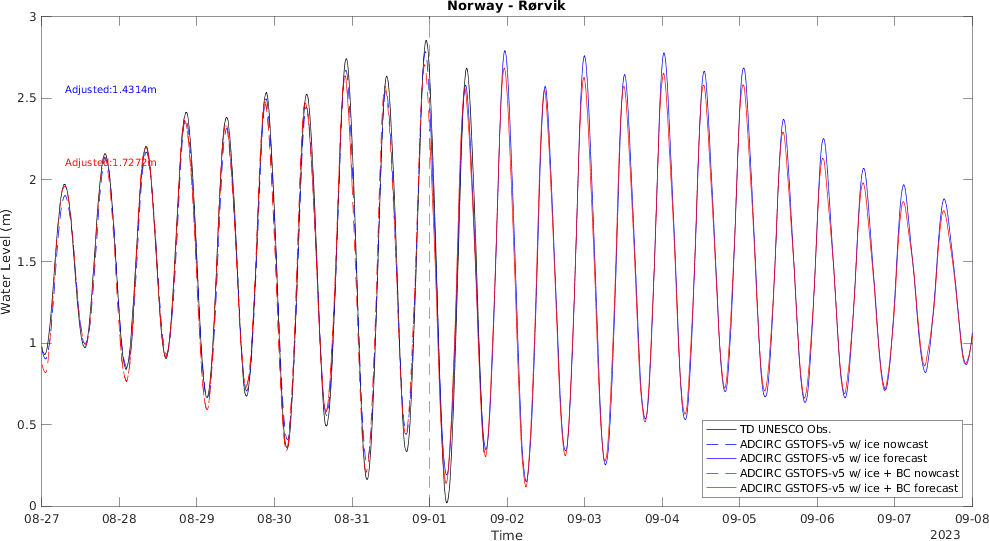 Norway - Rørvik
3
2.5
2
1.5
1
0.5
0
Water Level (m)
Adjusted:1.4314m
Adjusted:1.7272m
TD UNESCO Obs.
ADCIRC GSTOFS-v5 w/ ice nowcast
ADCIRC GSTOFS-v5 w/ ice forecast
ADCIRC GSTOFS-v5 w/ ice + BC nowcast
ADCIRC GSTOFS-v5 w/ ice + BC forecast
08-27 08-28 08-29 08-30 08-31 09-01 09-02 09-03 09-04 09-05 09-06 09-07 09-08
Time
2023